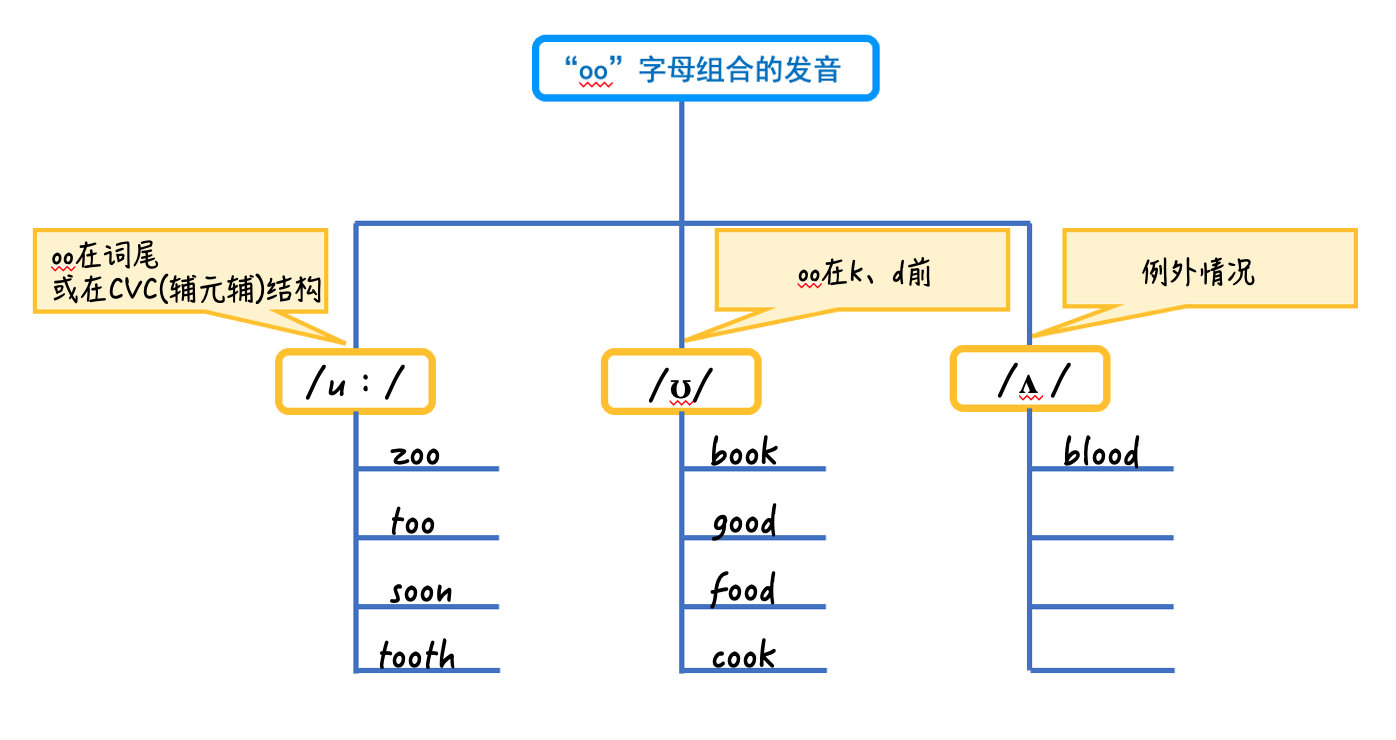 “oo”字母组合的发音
oo在词尾
或在CVC(辅元辅)结构
oo在k、d前
例外情况
/u：/
/ʊ/
/ʌ /
zoo
too
soon
tooth
book
good
food
cook
blood